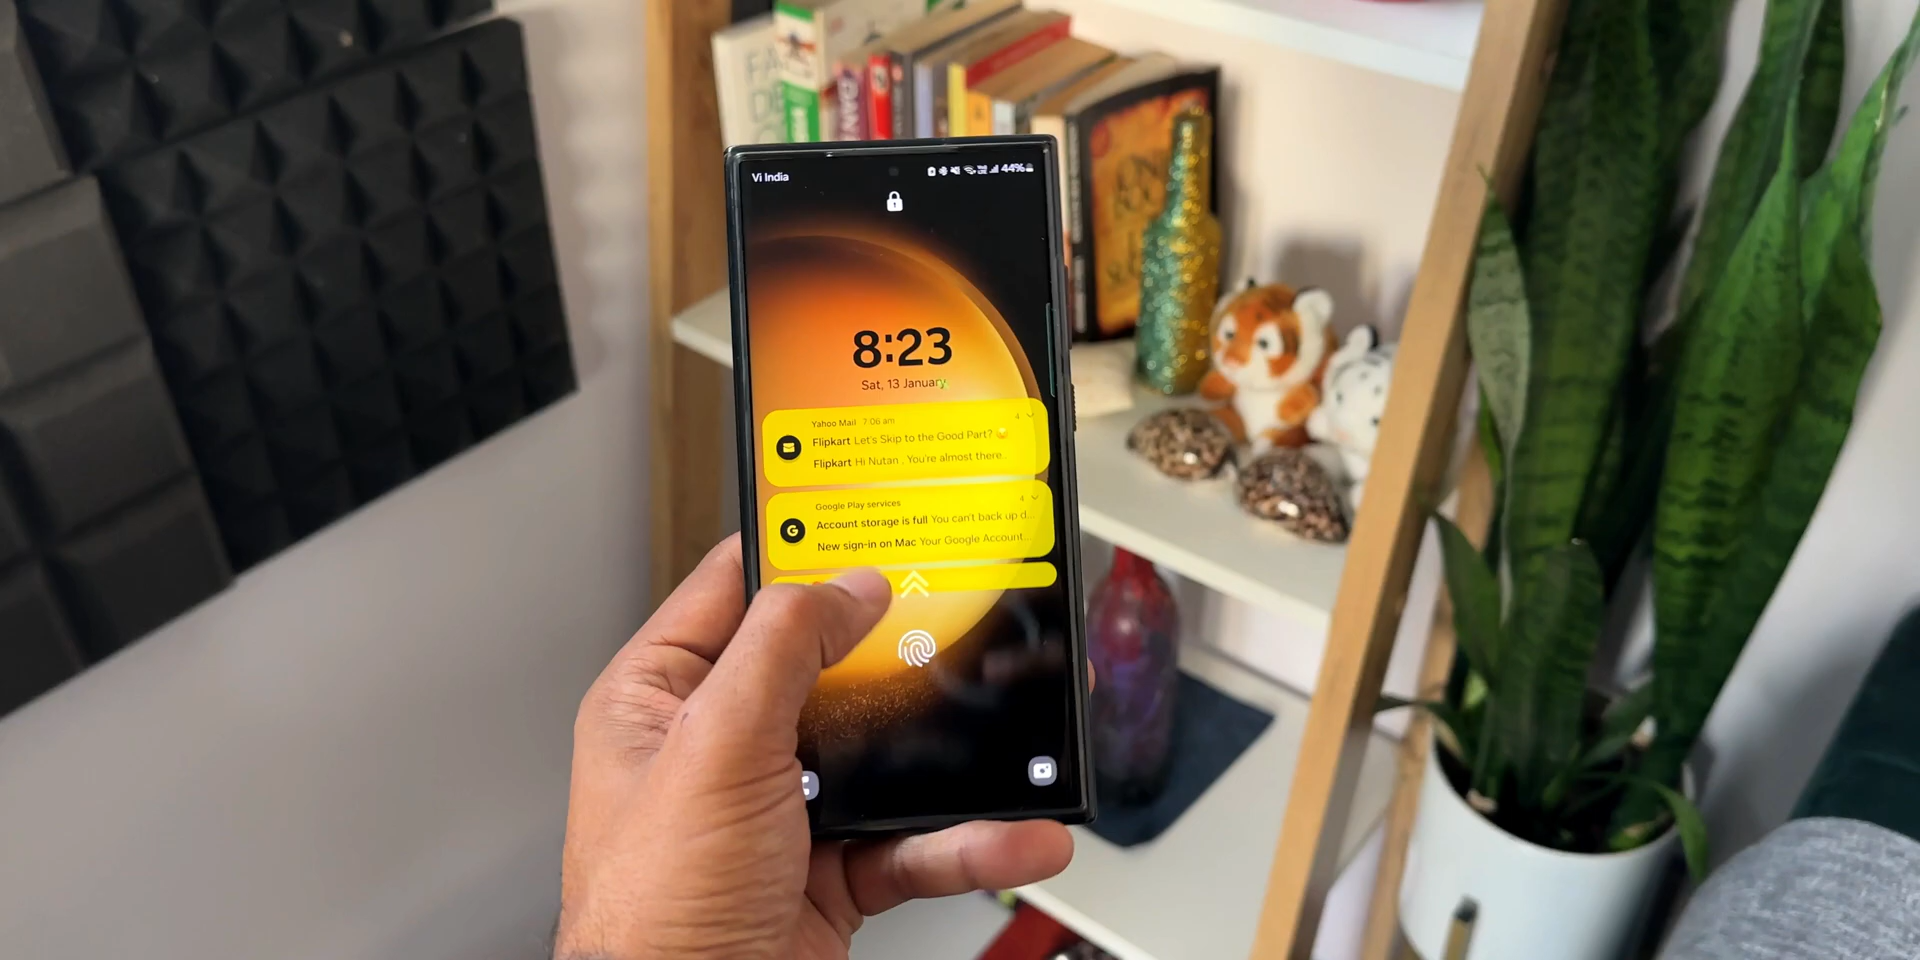 Vi India
44%
8:23
Sat, 13 January
Yahoo Mail 7:06 am
4
Flipkart Let's Skip to the Good Part?
Flipkart Hi Nutan , You're almost there..
Google Play services
4
Account storage is full You can't back up d...
New sign-in on Mac Your Google Account...